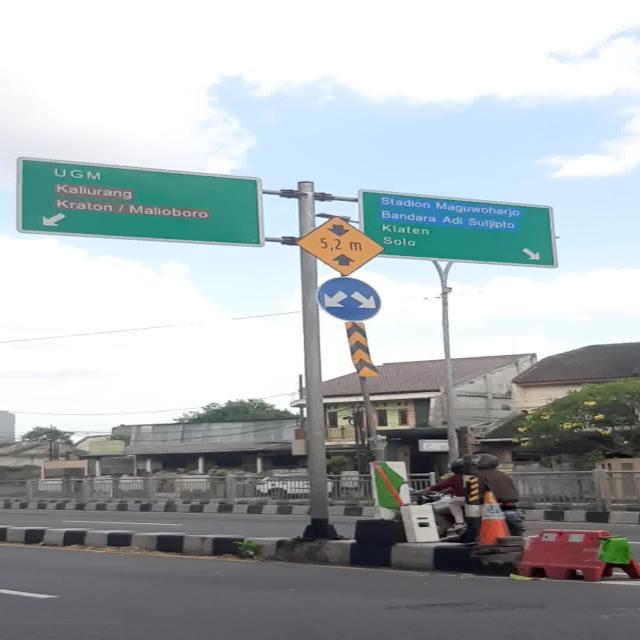 UGM
Kaliurang
Kraton / Malioboro
Stadion Maguwoharjo
Bandara Adi Sutjipto
Klaten
Solo
5,2 m